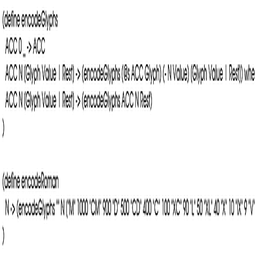 (define encodeGlyphs
ACC 0 _ -> ACC
ACC N [Glyph Value | Rest] -> (encodeGlyphs (@s ACC Glyph) (- N Value) [Glyph Value | Rest]) whe
ACC N [Glyph Value | Rest] -> (encodeGlyphs ACC N Rest)
)
(define encodeRoman
N -> (encodeGlyphs "" N ["M" 1000 "CM" 900 "D" 500 "CD" 400 "C" 100 "XC" 90 "L" 50 "XL" 40 "X" 10 "IX" 9 "V"
)